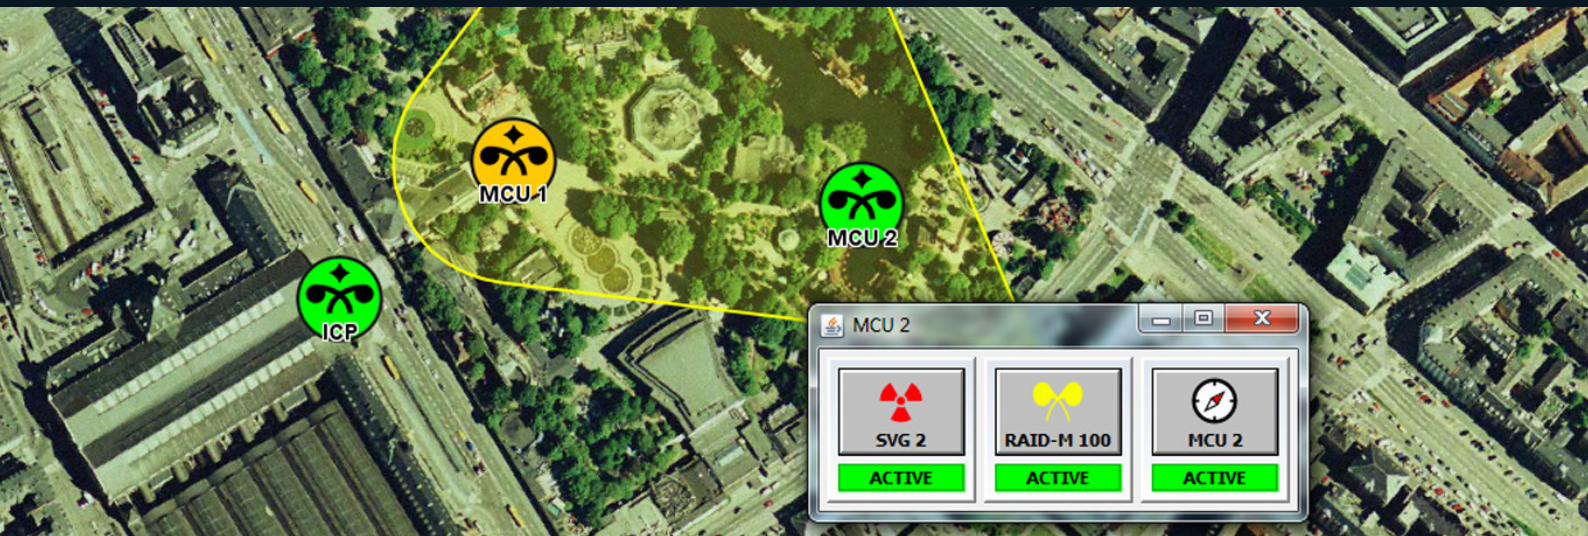 MCU 1
MCU 2
ICP
MCU 2
SVG 2
RAID-M 100
MCU 2
ACTIVE
ACTIVE
ACTIVE